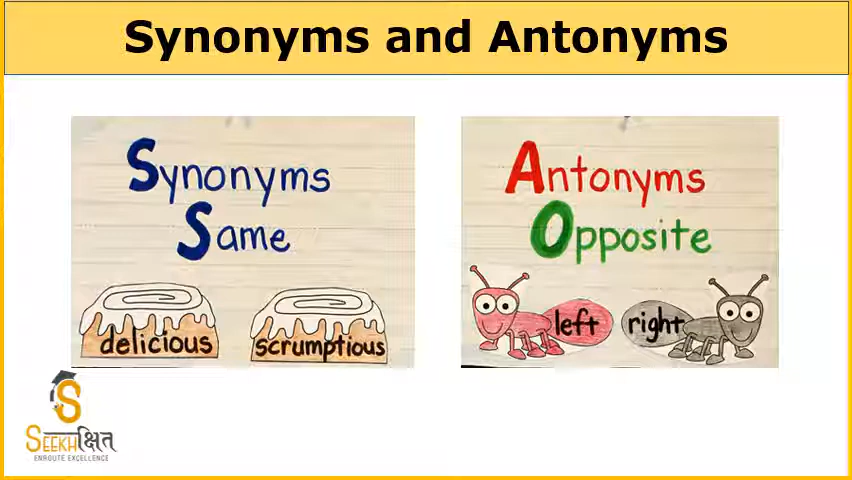 Synonyms and Antonyms
Synonyms
Same
delicious
scrumptious
Antonyms
Opposite
left
right
S
SEEKHक्षित
ENROUTE EXCELLENCE